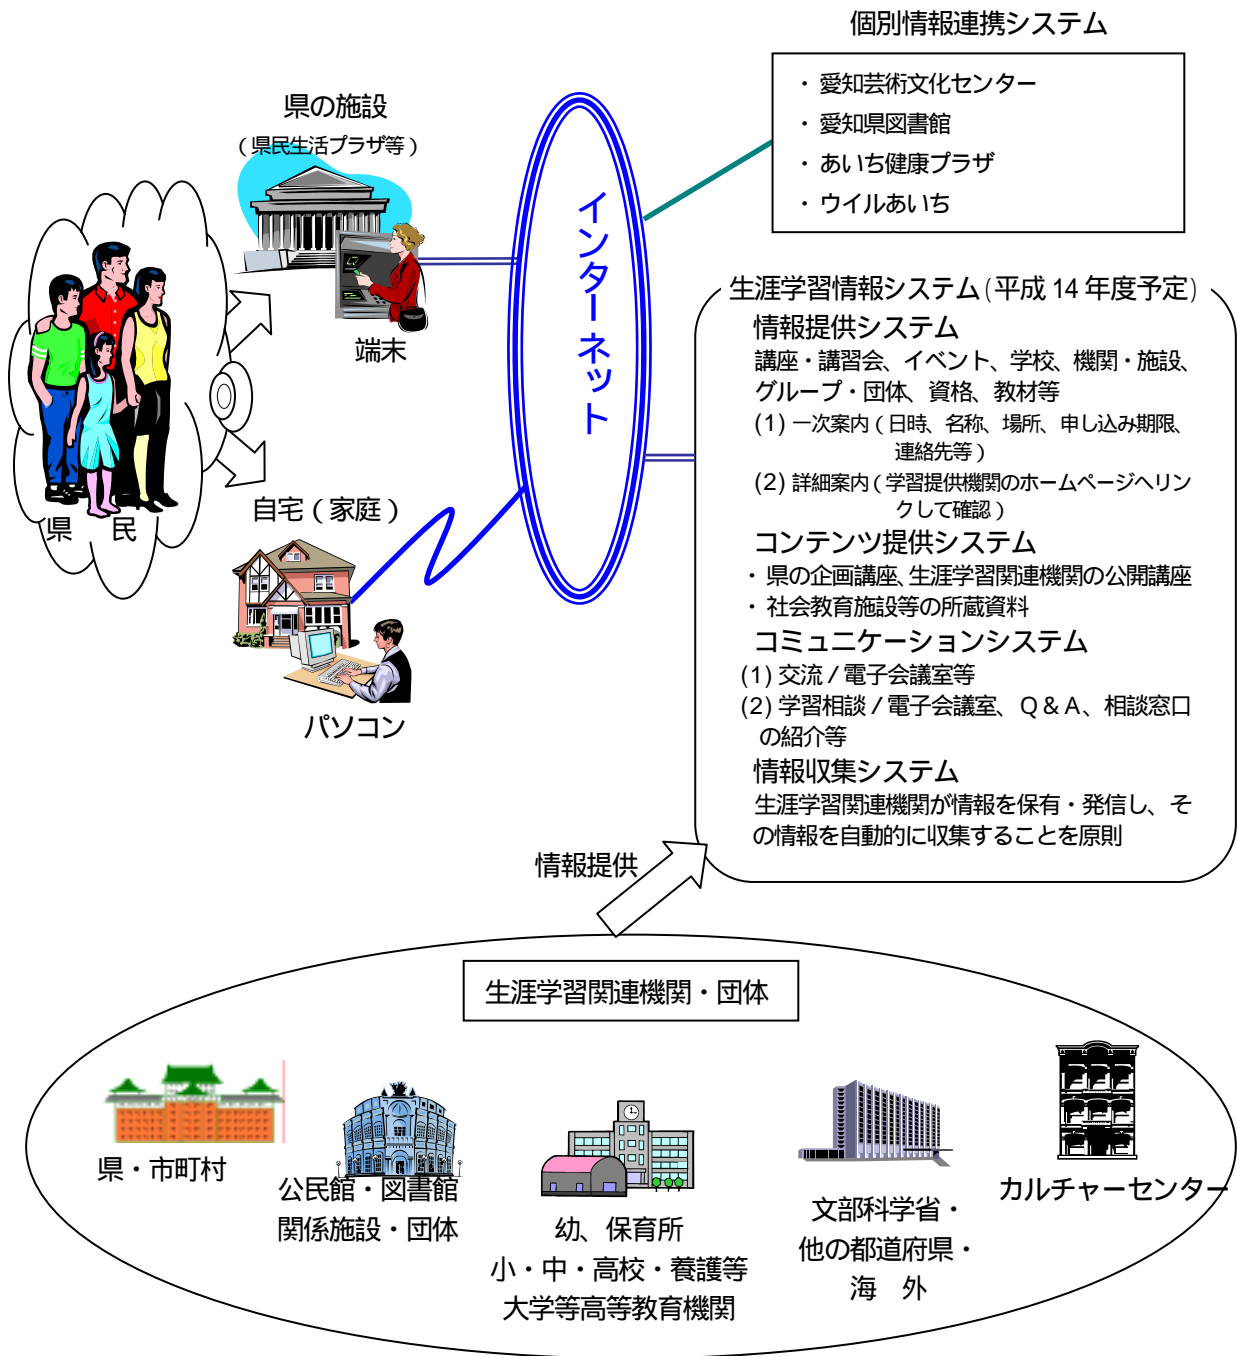 個別情報連携システム
・ 愛知芸術文化センター
・ 愛知県図書館
・ あいち健康プラザ
・ ウイルあいち
県の施設
（県民生活プラザ等）
端末
県　民
自宅（家庭）
パソコン
インターネット
生涯学習情報システム(平成 14 年度予定)
情報提供システム
講座・講習会、イベント、学校、機関・施設、
グループ・団体、資格、教材等
(1) 一次案内（日時、名称、場所、申し込み期限、
連絡先等）
(2) 詳細案内（学習提供機関のホームページへリン
クして確認）
コンテンツ提供システム
・ 県の企画講座、生涯学習関連機関の公開講座
・ 社会教育施設等の所蔵資料
コミュニケーションシステム
(1) 交流 / 電子会議室等
(2) 学習相談 / 電子会議室、Q & A、相談窓口
の紹介等
情報収集システム
生涯学習関連機関が情報を保有・発信し、そ
の情報を自動的に収集することを原則
情報提供
生涯学習関連機関・団体
県・市町村
公民館・図書館
関係施設・団体
幼、保育所
小・中・高校・養護等
大学等高等教育機関
文部科学省・
他の都道府県・
海　外
カルチャーセンター